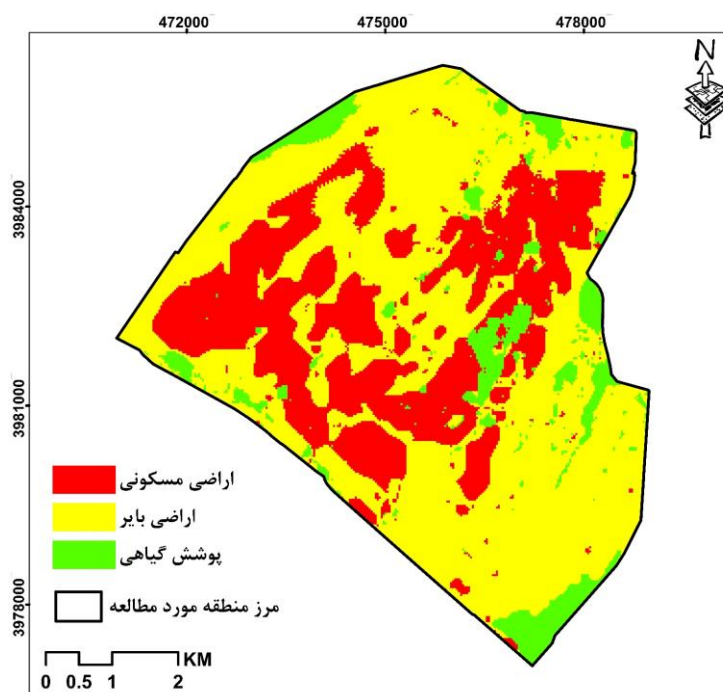 472000 475000 478000
N
3984000
3981000
3978000
اراضی مسکونی
اراضی بایر
پوشش گیاهی
مرز منطقه مورد مطالعه
KM
0 0.5 1 2